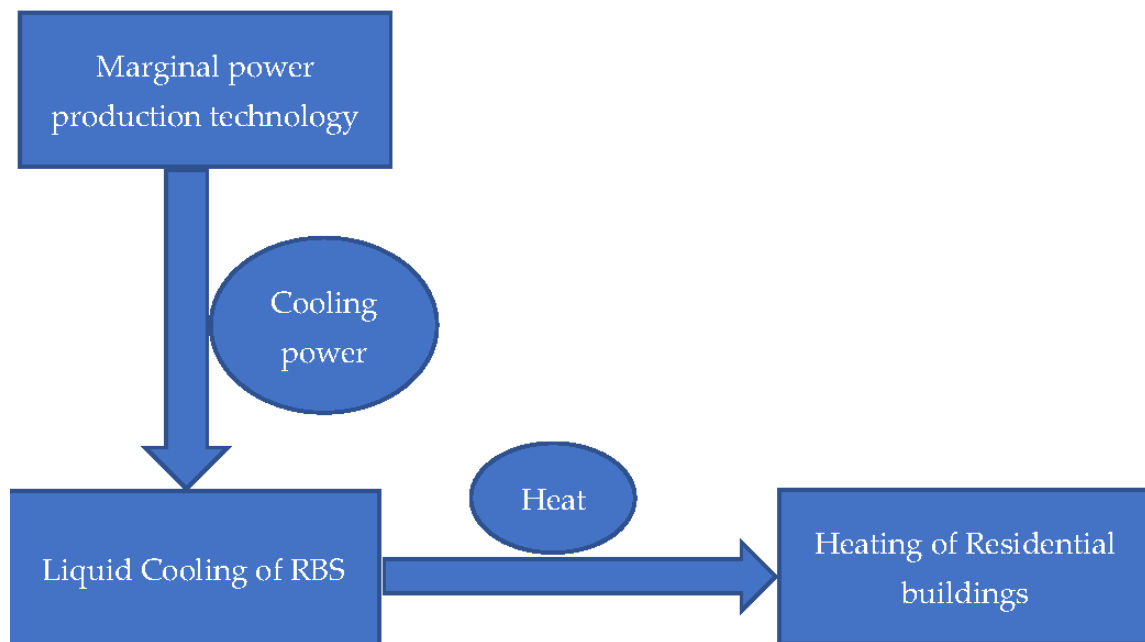 Marginal power
production technology
Cooling
power
Heat
Liquid Cooling of RBS
Heating of Residential
buildings